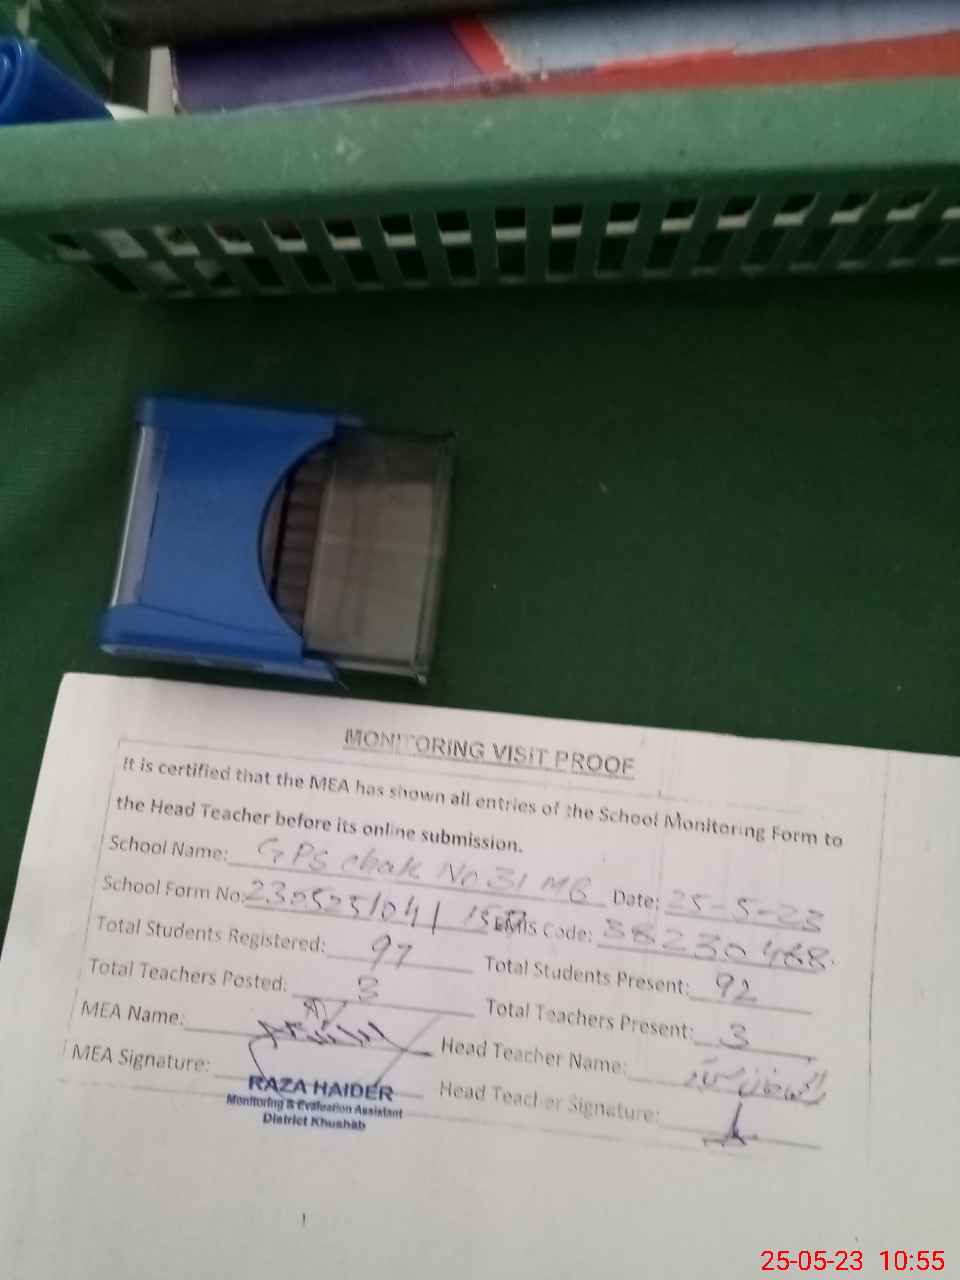 MONITORING VISIT PROOF
It is certified that the MEA has shown all entries of the School Monitoring Form to
the Head Teacher before its online submission.
School Name: GPS chak No 31 MB Date: 25-5-23
School Form No: EMIS Code: 38230468
Total Students Registered: 97 Total Students Present: 92
Total Teachers Posted: 3 Total Teachers Present: 3
MEA Name: Head Teacher Name:
MEA Signature: Head Teacher Signature:
RAZA HAIDER
Monitoring & Evaluation Assistant
District Khushab
25-05-23 10:55